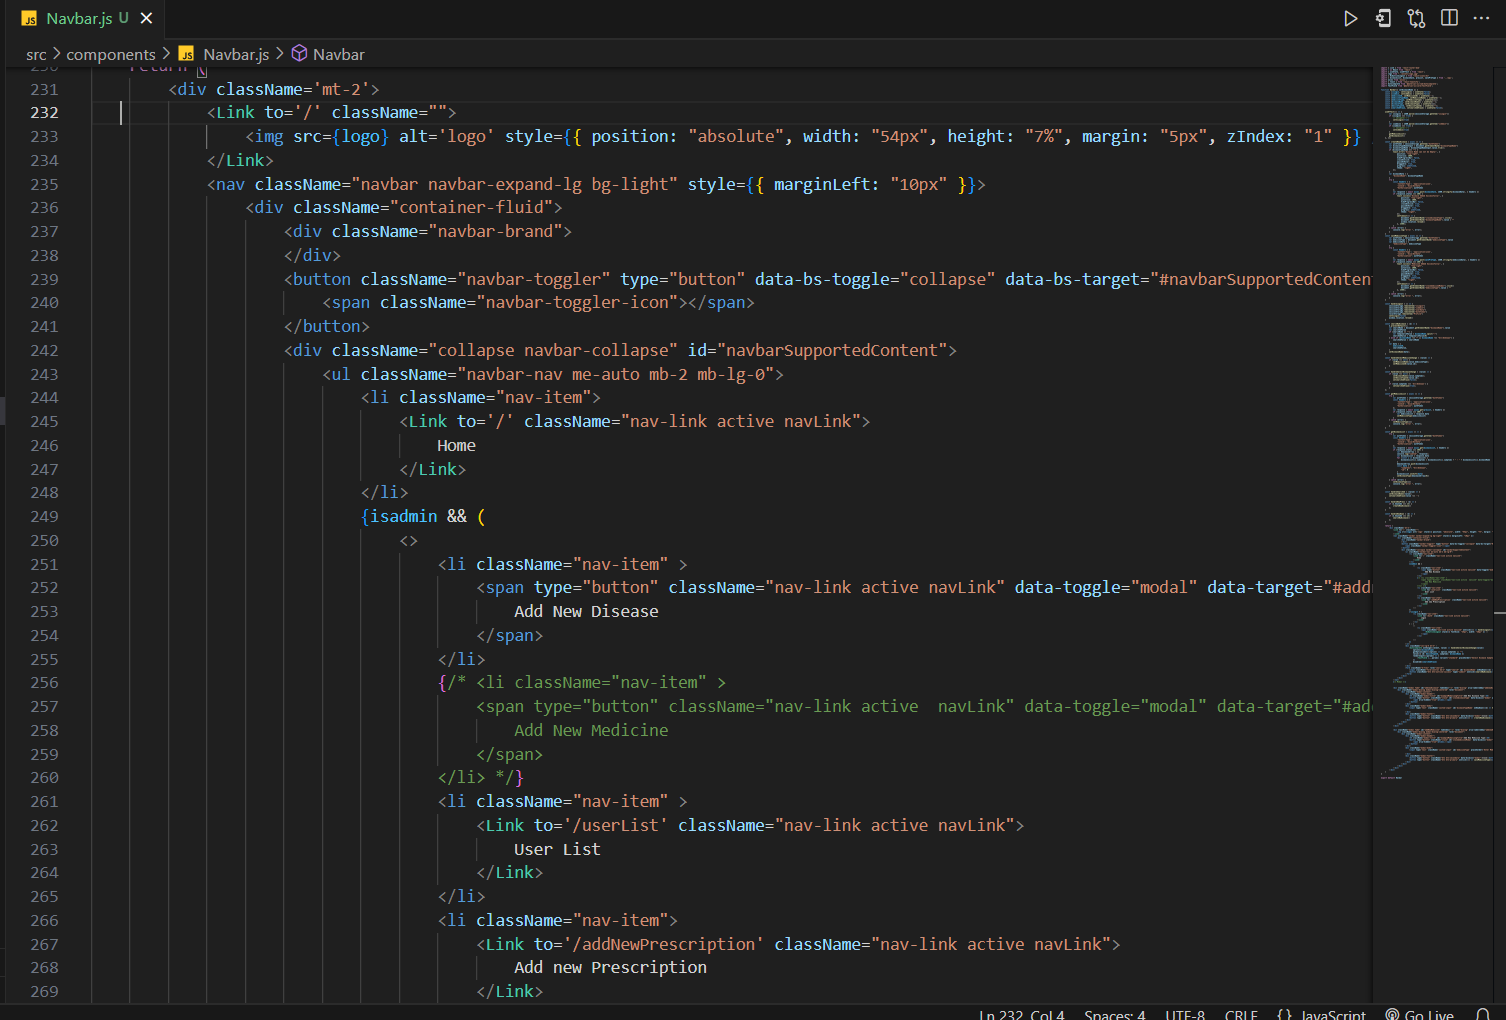 Navbar.js U
src > components > JS Navbar.js > Navbar
230 return (
231 <div className='mt-2'>
232 <Link to='/' className="">
233 <img src={logo} alt='logo' style={{ position: "absolute", width: "54px", height: "7%", margin: "5px", zIndex: "1" }}
234 </Link>
235 <nav className="navbar navbar-expand-lg bg-light" style={{ marginLeft: "10px" }}>
236 <div className="container-fluid">
237 <div className="navbar-brand">
238 </div>
239 <button className="navbar-toggler" type="button" data-bs-toggle="collapse" data-bs-target="#navbarSupportedConten
240 <span className="navbar-toggler-icon"></span>
241 </button>
242 <div className="collapse navbar-collapse" id="navbarSupportedContent">
243 <ul className="navbar-nav me-auto mb-2 mb-lg-0">
244 <li className="nav-item">
245 <Link to='/' className="nav-link active navLink">
246 Home
247 </Link>
248 </li>
249 {isadmin && (
250 <>
251 <li className="nav-item" >
252 <span type="button" className="nav-link active navLink" data-toggle="modal" data-target="#add
253 Add New Disease
254 </span>
255 </li>
256 {/* <li className="nav-item" >
257 <span type="button" className="nav-link active  navLink" data-toggle="modal" data-target="#ad
258 Add New Medicine
259 </span>
260 </li> */}
261 <li className="nav-item" >
262 <Link to='/userList' className="nav-link active navLink">
263 User List
264 </Link>
265 </li>
266 <li className="nav-item">
267 <Link to='/addNewPrescription' className="nav-link active navLink">
268 Add new Prescription
269 </Link>
Ln 232, Col 4 Spaces: 4 UTF-8 CRLF {} JavaScript Go Live